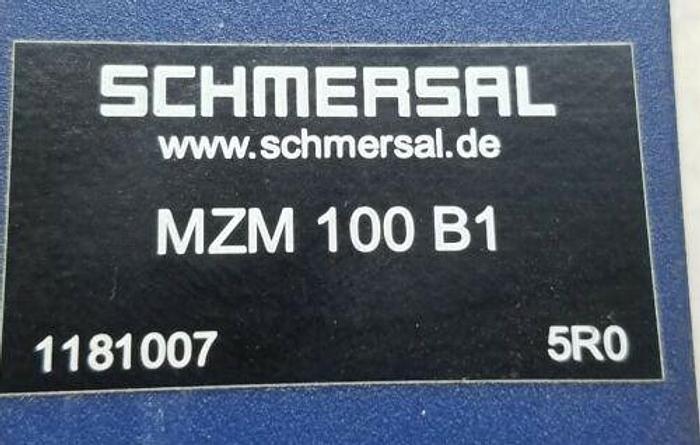 SCHMERSAL
www.schmersal.de
MZM 100 B1
1181007 5R0